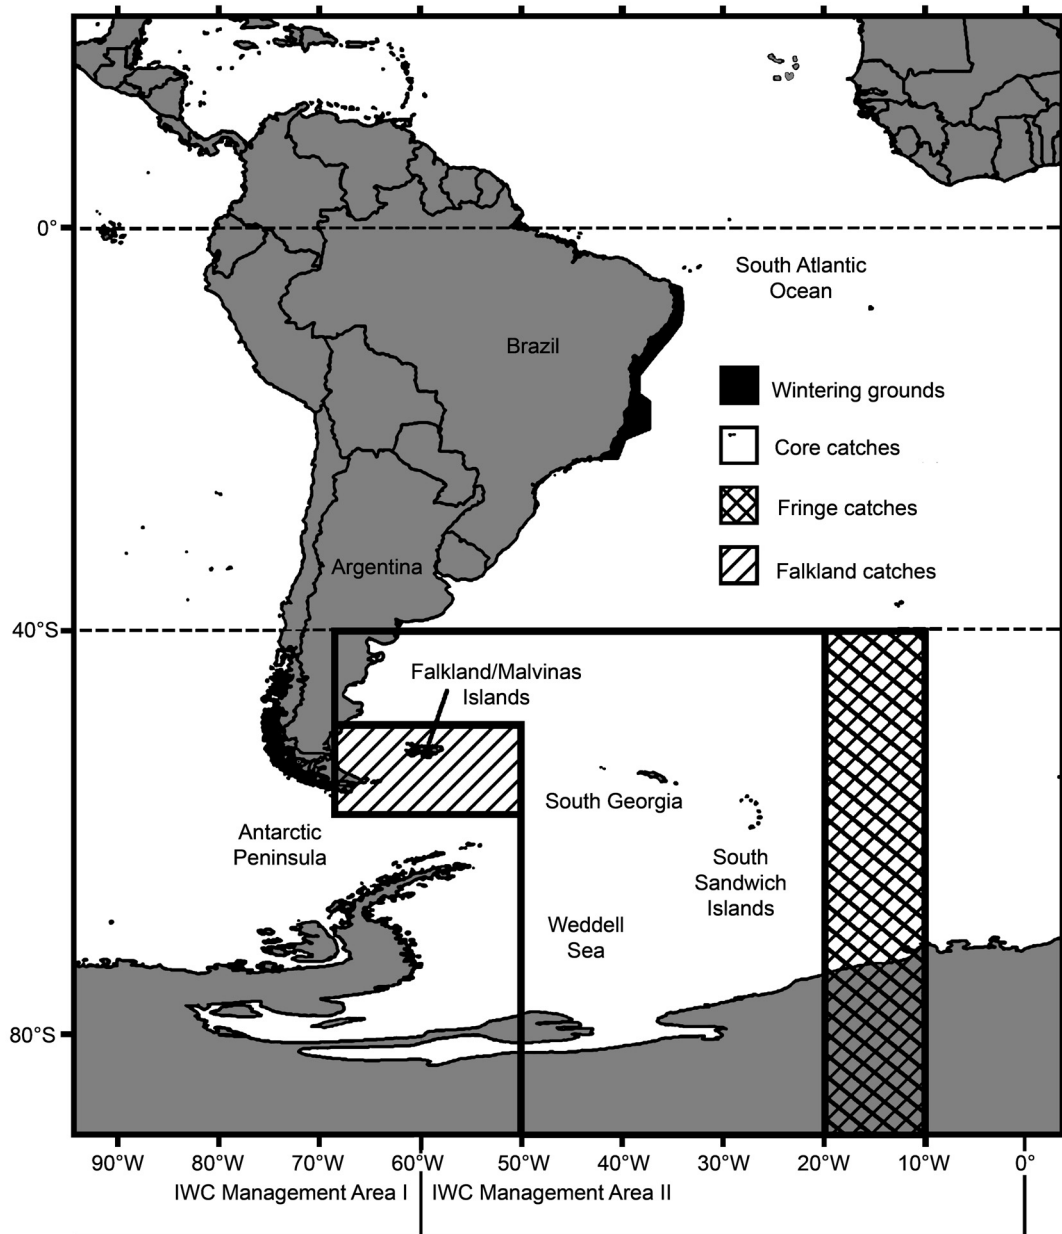 0°
South Atlantic
Ocean
Brazil
Wintering grounds
Core catches
Fringe catches
Falkland catches
Argentina
40°S
Falkland/Malvinas
Islands
South Georgia
Antarctic
Peninsula
South
Sandwich
Islands
Weddell
Sea
80°S
90°W 80°W 70°W 60°W 50°W 40°W 30°W 20°W 10°W 0°
IWC Management Area I IWC Management Area II